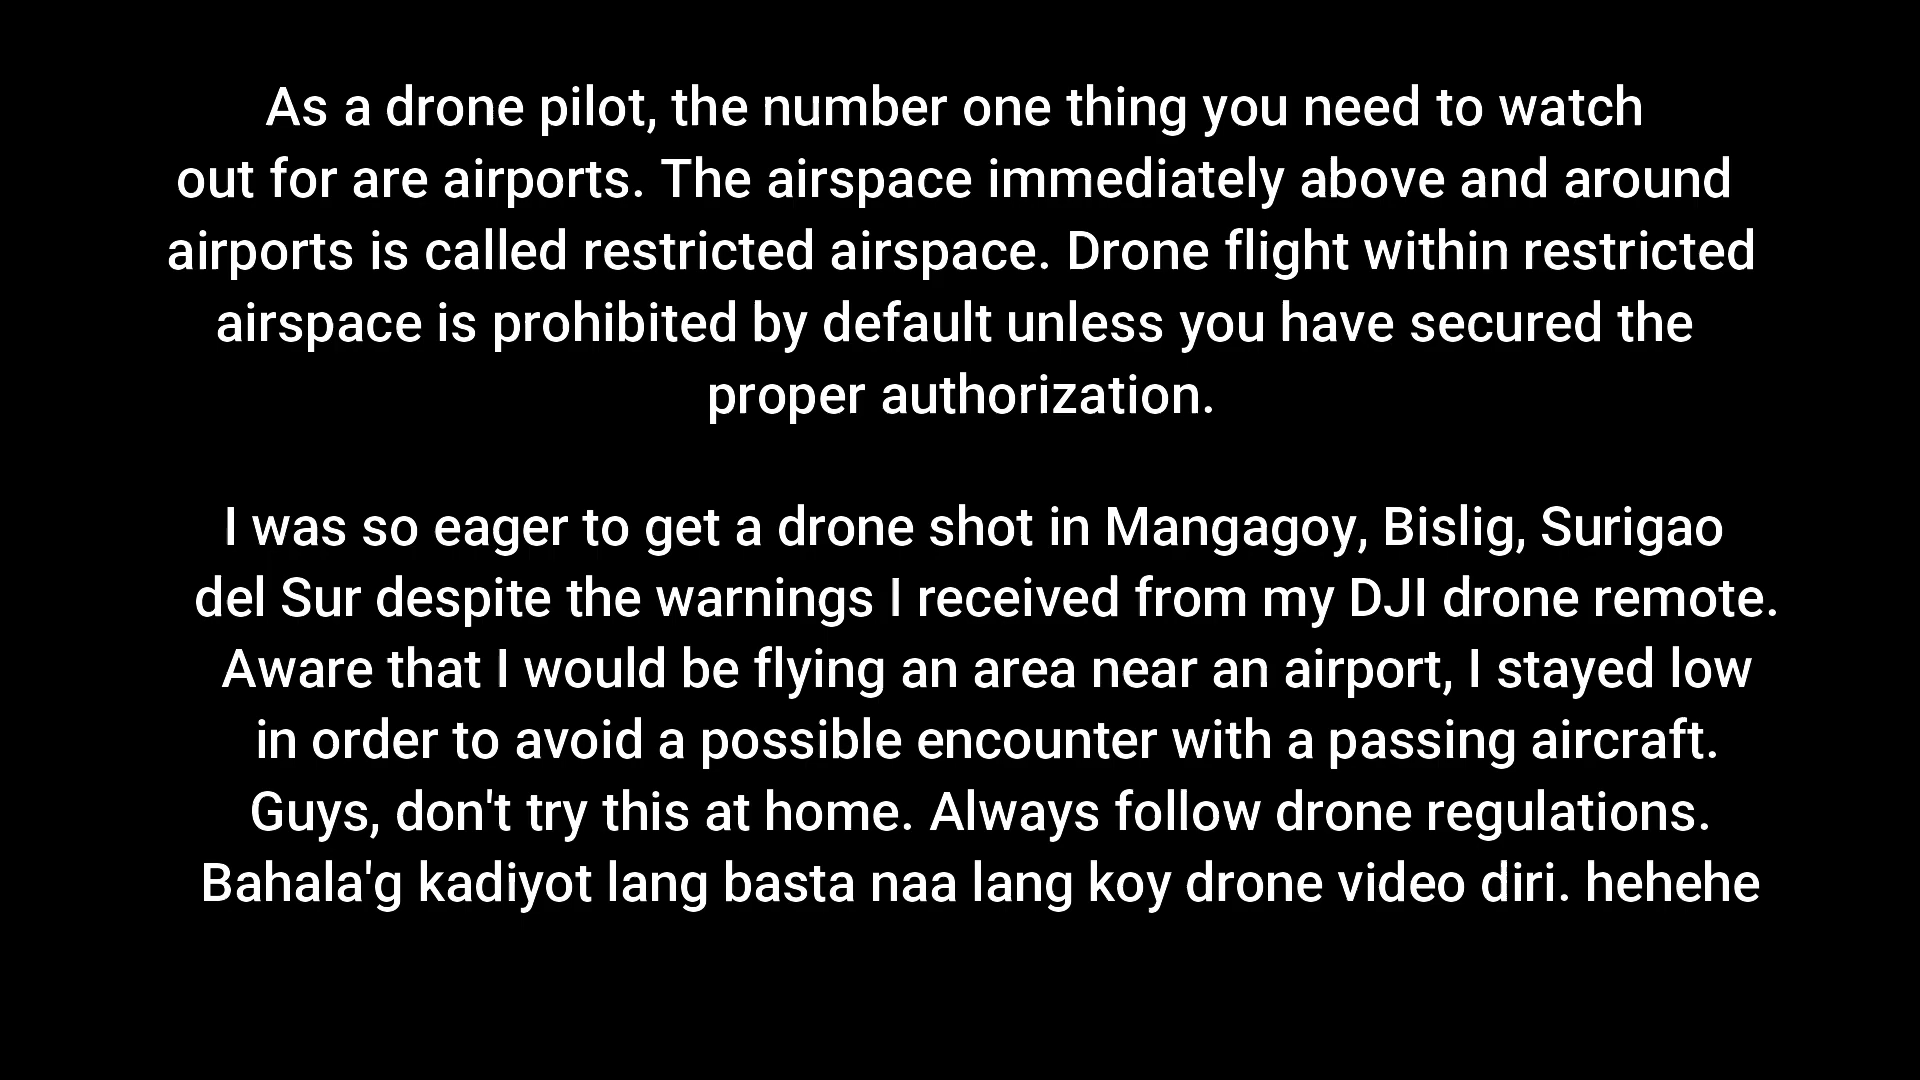 As a drone pilot, the number one thing you need to watch
out for are airports. The airspace immediately above and around
airports is called restricted airspace. Drone flight within restricted
airspace is prohibited by default unless you have secured the
proper authorization.
I was so eager to get a drone shot in Mangagoy, Bislig, Surigao
del Sur despite the warnings I received from my DJI drone remote.
Aware that I would be flying an area near an airport, I stayed low
in order to avoid a possible encounter with a passing aircraft.
Guys, don't try this at home. Always follow drone regulations.
Bahala'g kadiyot lang basta naa lang koy drone video diri. hehehe